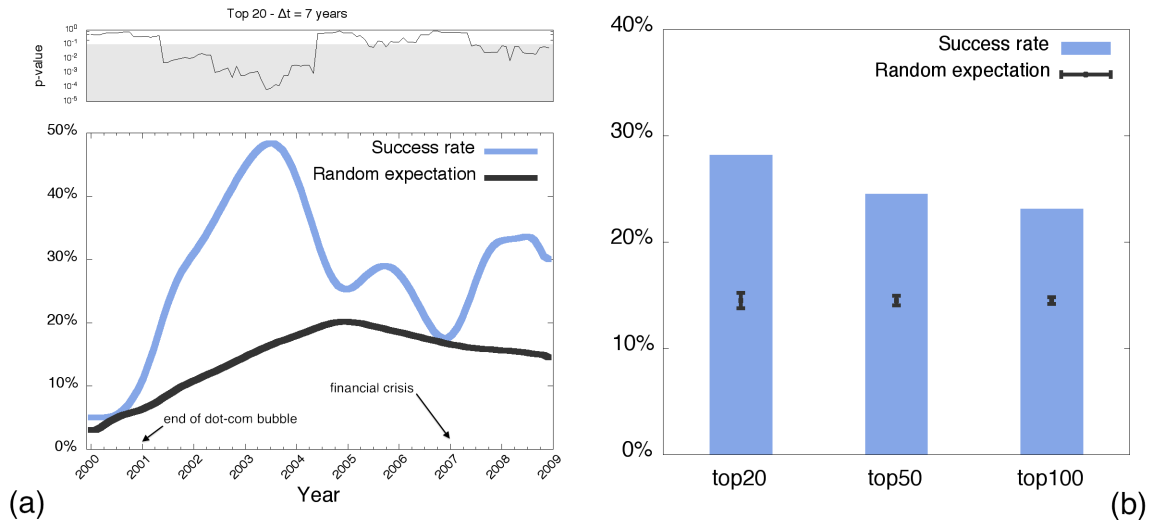 Top 20 - Δt = 7 years
p-value
10⁰
10⁻¹
10⁻²
10⁻³
10⁻⁴
10⁻⁵
50%
40%
30%
20%
10%
0%
Success rate
Random expectation
financial crisis
end of dot-com bubble
2000
2001
2002
2003
2004
2005
2006
2007
2008
2009
Year
(a)
40%
30%
20%
10%
0%
Success rate
Random expectation
top20
top50
top100
(b)